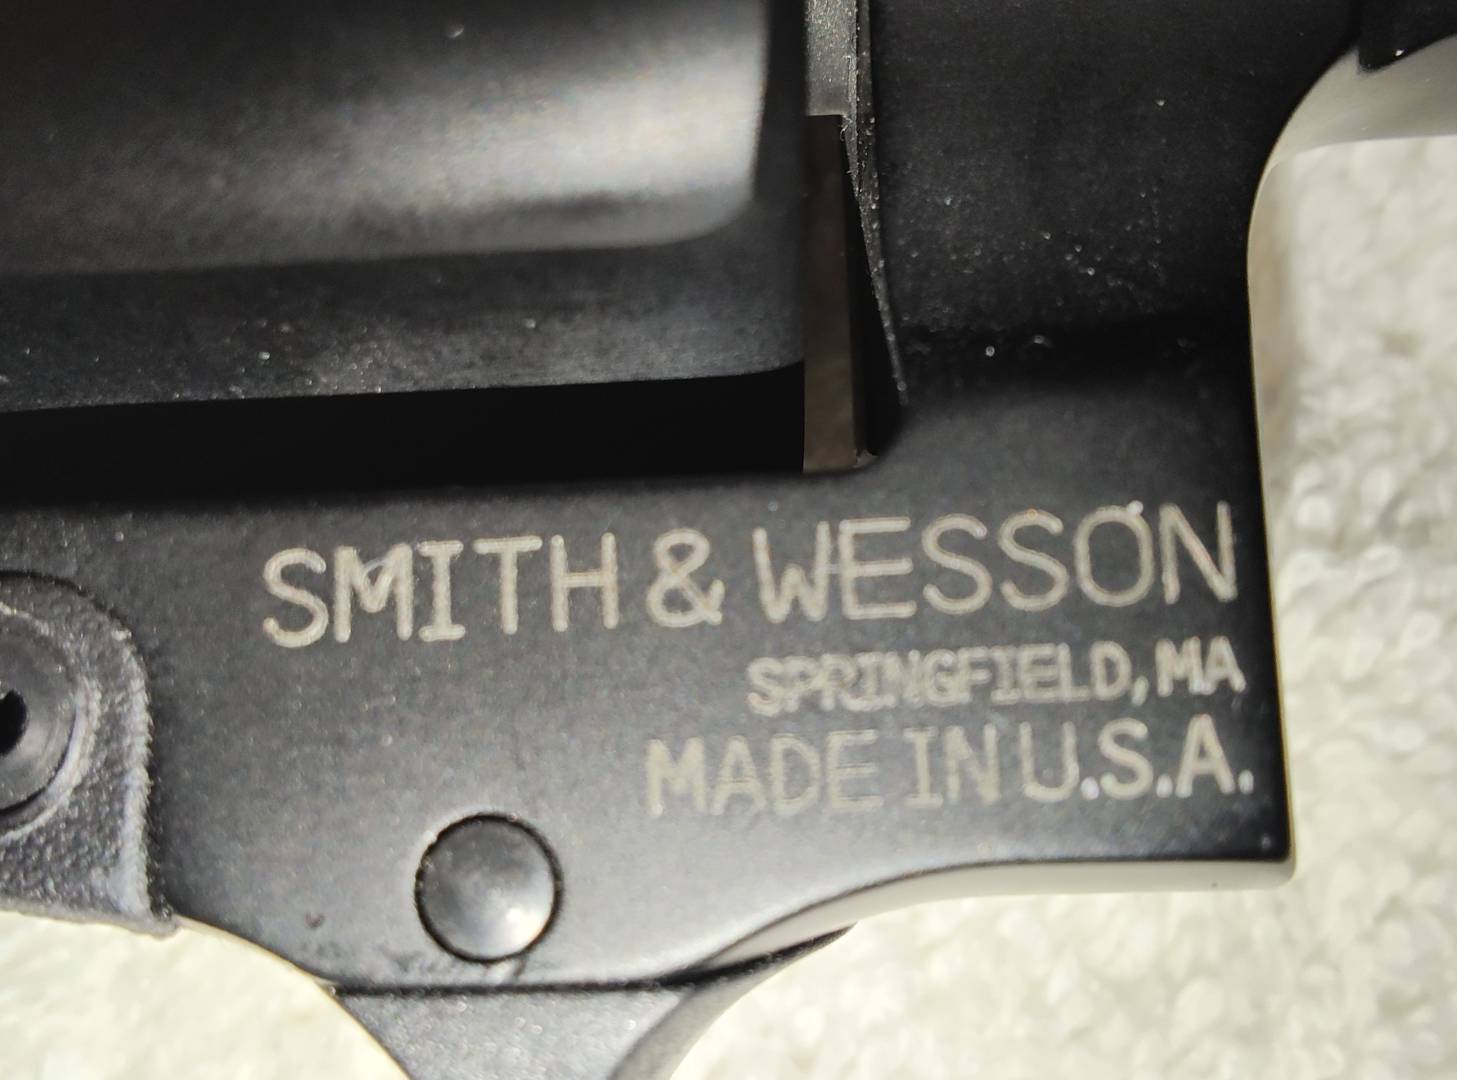 SMITH & WESSON
SPRINGFIELD, MA
MADE IN U.S.A.